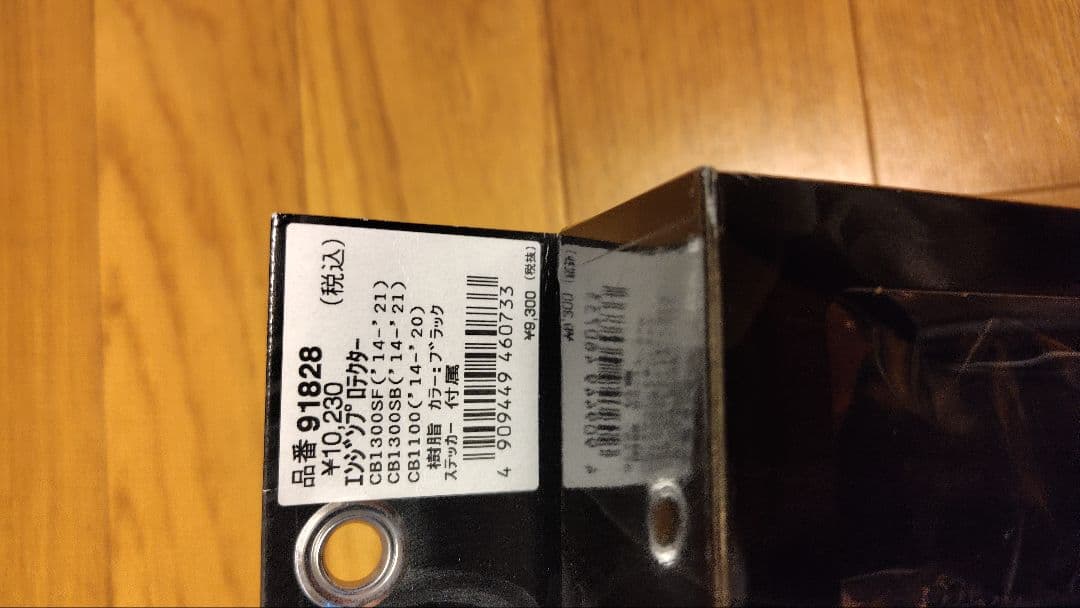 品番 91828
¥10,230 (税込)
エンジンプロテクター
CB1300SF('14-'21)
CB1300SB('14-'21)
CB1100('14-'20)
樹脂 カラー:ブラック
ステッカー 付属
4 909449 460733
¥9,300 (税抜)